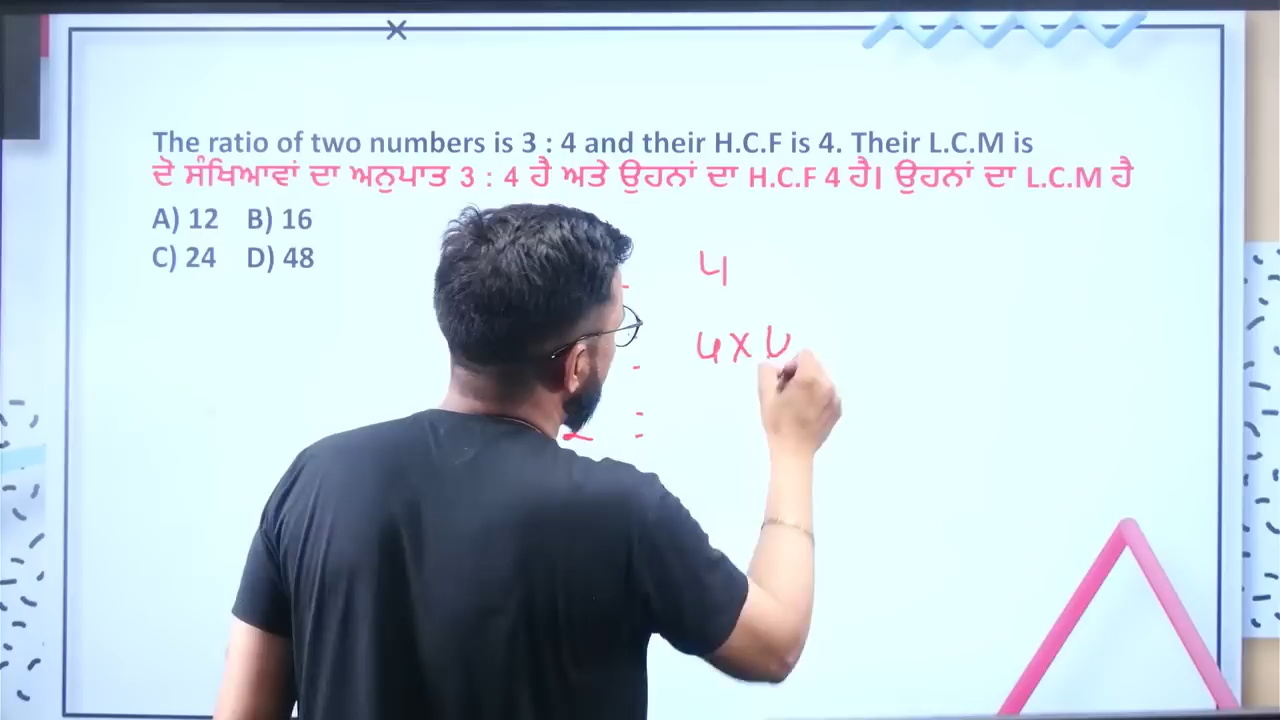 The ratio of two numbers is 3 : 4 and their H.C.F is 4. Their L.C.M is
ਦੋ ਸੰਖਿਆਵਾਂ ਦਾ ਅਨੁਪਾਤ 3 : 4 ਹੈ ਅਤੇ ਉਹਨਾਂ ਦਾ H.C.F 4 ਹੈ। ਉਹਨਾਂ ਦਾ L.C.M ਹੈ
A) 12 B) 16
C) 24 D) 48
4
4 x